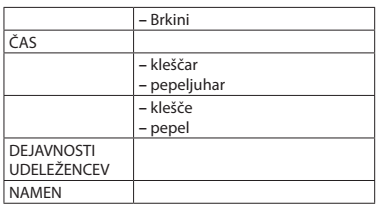 – Brkini
ČAS
– kleščar
– pepeljuhar
– klešče
– pepel
DEJAVNOSTI
UDELEŽENCEV
NAMEN